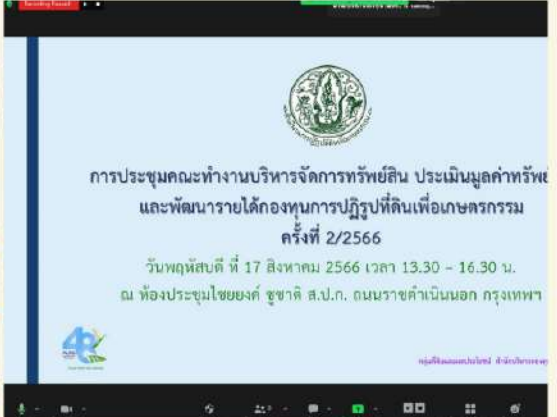 Recording Paused
การประชุมคณะทำงานบริหารจัดการทรัพย์สิน ประเมินมูลค่าทรัพย์
และพัฒนารายได้กองทุนการปฏิรูปที่ดินเพื่อเกษตรกรรม
ครั้งที่ 2/2566
วันพฤหัสบดี ที่ 17 สิงหาคม 2566 เวลา 13.30 - 16.30 น.
ณ ห้องประชุมไชยยงค์ ชูชาติ ส.ป.ก. ถนนราชดำเนินนอก กรุงเทพฯ
48